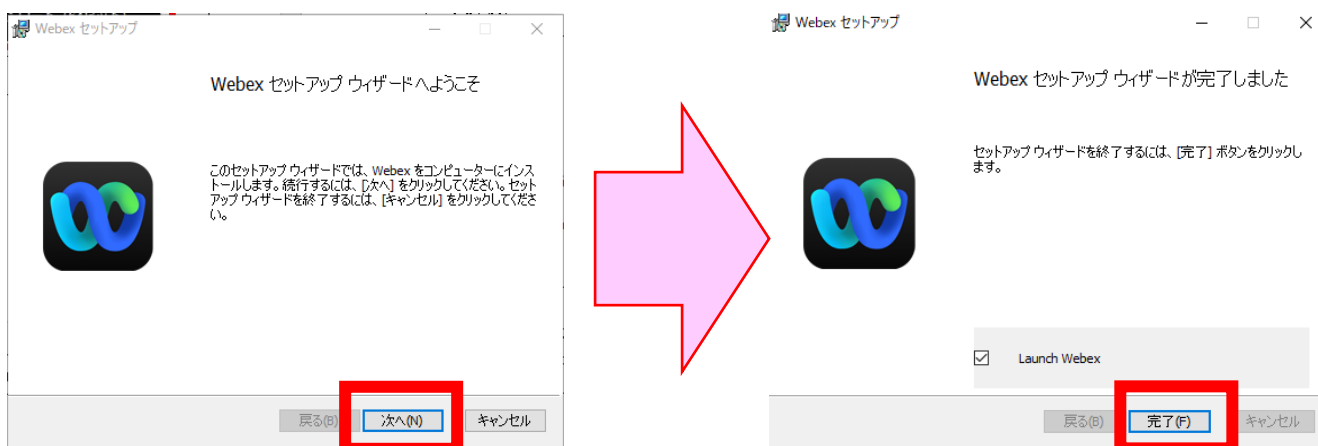 Webex セットアップ
Webex セットアップ ウィザードへようこそ
このセットアップ ウィザードでは、Webex をコンピューターにインス
トールします。続行するには、[次へ] をクリックしてください。セット
アップ ウィザードを終了するには、[キャンセル] をクリックしてくださ
い。
戻る(B) 次へ(N) キャンセル
Webex セットアップ
Webex セットアップ ウィザードが完了しました
セットアップ ウィザードを終了するには、[完了] ボタンをクリックし
ます。
Launch Webex
戻る(B) 完了(F) キャンセル